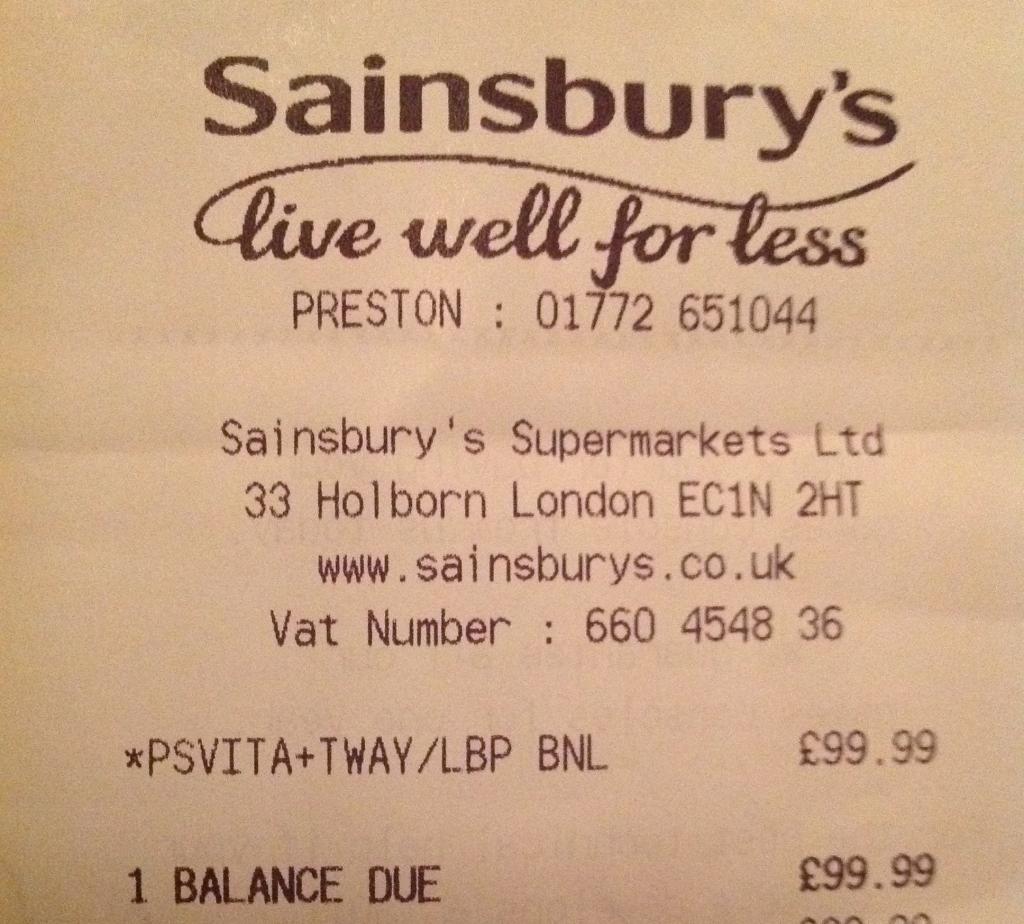 Sainsbury's
live well for less
PRESTON : 01772 651044
Sainsbury's Supermarkets Ltd
33 Holborn London EC1N 2HT
www.sainsburys.co.uk
Vat Number : 660 4548 36
*PSVITA+TWAY/LBP BNL £99.99
1 BALANCE DUE £99.99